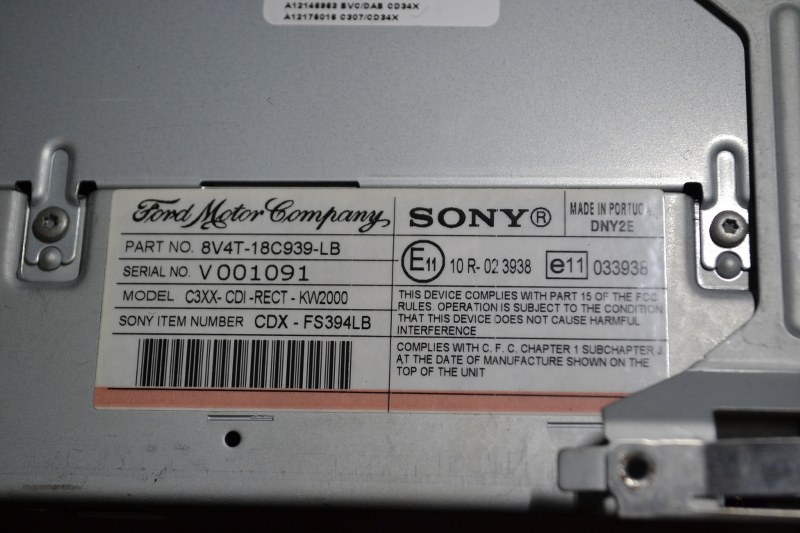 A12146963 SVC/DAB CD34X
A12176016 C307/CD34X
Ford Motor Company,
PART NO. 8V4T-18C939-LB
SERIAL NO. V001091
MODEL C3XX-CDI-RECT-KW2000
SONY ITEM NUMBER CDX-FS394LB
SONY®
MADE IN PORTUGA
DNY2E
E11 10 R-02 3938 e11 033938
THIS DEVICE COMPLIES WITH PART 15 OF THE FCC
RULES. OPERATION IS SUBJECT TO THE CONDITION
THAT THIS DEVICE DOES NOT CAUSE HARMFUL
INTERFERENCE
COMPLIES WITH C. F. C. CHAPTER 1 SUBCHAPTER J
AT THE DATE OF MANUFACTURE SHOWN ON THE
TOP OF THE UNIT